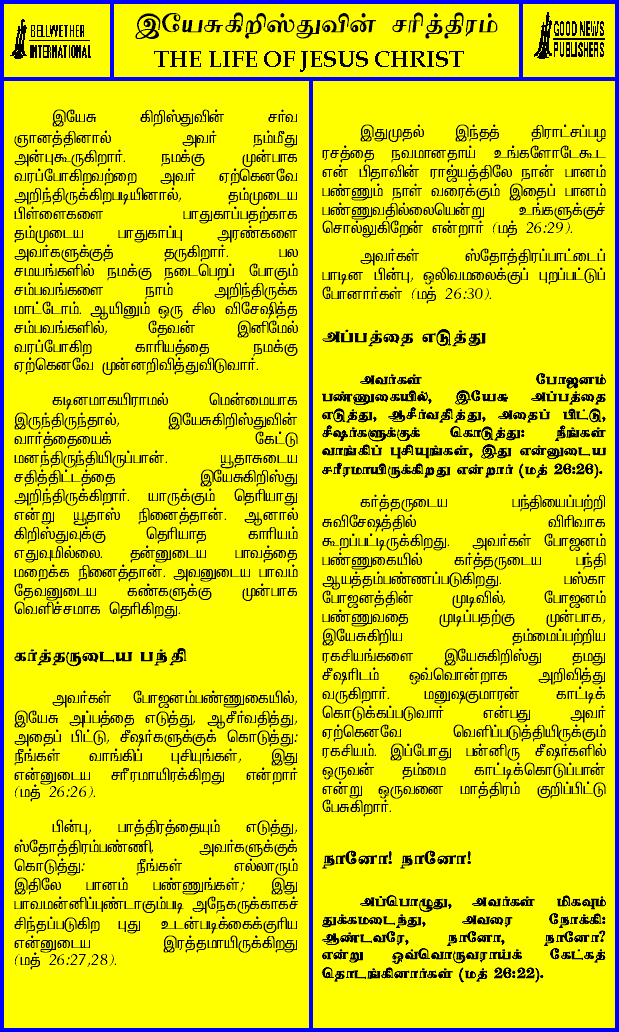 BELLWETHER
INTERNATIONAL
இயேசுகிறிஸ்துவின் சரித்திரம்
THE LIFE OF JESUS CHRIST
GOOD NEWS
PUBLISHERS
இயேசு கிறிஸ்துவின் சர்வ
ஞானத்தினால் அவர் நம்மீது
அன்புகூருகிறார். நமக்கு முன்பாக
வரப்போகிறவற்றை அவர் ஏற்கெனவே
அறிந்திருக்கிறபடியினால், தம்முடைய
பிள்ளைகளை பாதுகாப்பதற்காக
தம்முடைய பாதுகாப்பு அரண்களை
அவர்களுக்குத் தருகிறார். பல
சமயங்களில் நமக்கு நடைபெறப் போகும்
சம்பவங்களை நாம் அறிந்திருக்க
மாட்டோம். ஆயினும் ஒரு சில விசேஷித்த
சம்பவங்களில், தேவன் இனிமேல்
வரப்போகிற காரியத்தை நமக்கு
ஏற்கெனவே முன்னறிவித்துவிடுவார்.
கடினமாகயிராமல் மென்மையாக
இருந்திருந்தால், இயேசுகிறிஸ்துவின்
வார்த்தையைக் கேட்டு
மனந்திருந்தியிருப்பான். யூதாசுடைய
சதித்திட்டத்தை இயேசுகிறிஸ்து
அறிந்திருக்கிறார். யாருக்கும் தெரியாது
என்று யூதாஸ் நினைத்தான். ஆனால்
கிறிஸ்துவுக்கு தெரியாத காரியம்
எதுவுமில்லை. தன்னுடைய பாவத்தை
மறைக்க நினைத்தான். அவனுடைய பாவம்
தேவனுடைய கண்களுக்கு முன்பாக
வெளிச்சமாக தெரிகிறது.
கர்த்தருடைய பந்தி
அவர்கள் போஜனம்பண்ணுகையில்,
இயேசு அப்பத்தை எடுத்து, ஆசீர்வதித்து,
அதைப் பிட்டு, சீஷர்களுக்குக் கொடுத்து:
நீங்கள் வாங்கிப் புசியுங்கள், இது
என்னுடைய சரீரமாயிரக்கிறது என்றார்
(மத் 26:26).
பின்பு, பாத்திரத்தையும் எடுத்து,
ஸ்தோத்திரம்பண்ணி, அவர்களுக்குக்
கொடுத்து: நீங்கள் எல்லாரும்
இதிலே பானம் பண்ணுங்கள்; இது
பாவமன்னிப்புண்டாகும்படி அநேகருக்காகச்
சிந்தப்படுகிற புது உடன்படிக்கைக்குரிய
என்னுடைய இரத்தமாயிருக்கிறது
(மத் 26:27,28).
இதுமுதல் இந்தத் திராட்சப்பழ
ரசத்தை நவமானதாய் உங்களோடேகூட
என் பிதாவின் ராஜ்யத்திலே நான் பானம்
பண்ணும் நாள் வரைக்கும் இதைப் பானம்
பண்ணுவதில்லையென்று உங்களுக்குச்
சொல்லுகிறேன் என்றார் (மத் 26:29).
அவர்கள் ஸ்தோத்திரப்பாட்டைப்
பாடின பின்பு, ஒலிவமலைக்குப் புறப்பட்டுப்
போனார்கள் (மத் 26:30).
அப்பத்தை எடுத்து
அவர்கள் போஜனம்
பண்ணுகையில், இயேசு அப்பத்தை
எடுத்து, ஆசீர்வதித்து, அதைப் பிட்டு,
சீஷர்களுக்குக் கொடுத்து: நீங்கள்
வாங்கிப் புசியுங்கள், இது என்னுடைய
சரீரமாயிருக்கிறது என்றார் (மத் 26:26).
கர்த்தருடைய பந்தியைப்பற்றி
சுவிசேஷத்தில் விரிவாக
கூறப்பட்டிருக்கிறது. அவர்கள் போஜனம்
பண்ணுகையில் கர்த்தருடைய பந்தி
ஆயத்தம்பண்ணப்படுகிறது. பஸ்கா
போஜனத்தின் முடிவில், போஜனம்
பண்ணுவதை முடிப்பதற்கு முன்பாக,
இயேசுகிறிய தம்மைப்பற்றிய
ரகசியங்களை இயேசுகிறிஸ்து தமது
சீஷரிடம் ஒவ்வொன்றாக அறிவித்து
வருகிறார். மனுஷகுமாரன் காட்டிக்
கொடுக்கப்படுவார் என்பது அவர்
ஏற்கெனவே வெளிப்படுத்தியிருக்கும்
ரகசியம். இப்போது பன்னிரு சீஷர்களில்
ஒருவன் தம்மை காட்டிக்கொடுப்பான்
என்று ஒருவனை மாத்திரம் குறிப்பிட்டு
பேசுகிறார்.
நானோ! நானோ!
அப்பொழுது, அவர்கள் மிகவும்
துக்கமடைந்து, அவரை நோக்கி:
ஆண்டவரே, நானோ, நானோ?
என்று ஒவ்வொருவராய்க் கேட்கத்
தொடங்கினார்கள் (மத் 26:22).